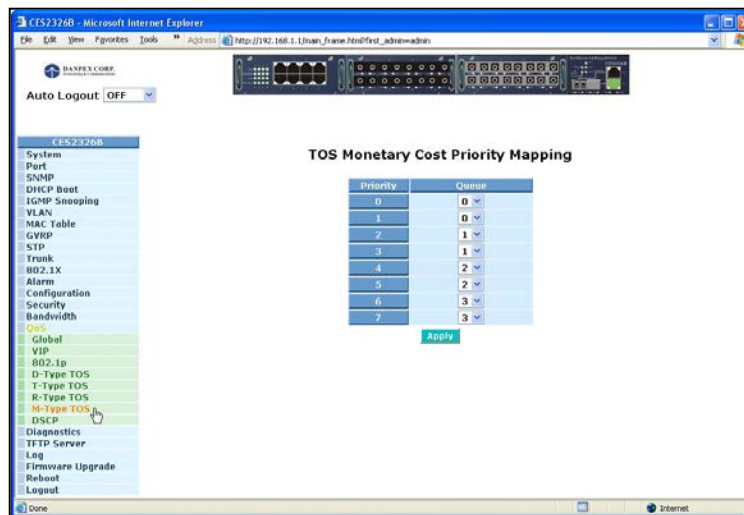 CES2326B - Microsoft Internet Explorer
File Edit View Favorites Tools » Address http://192.168.1.1/main_frame.html?first_admin=admin
DANPEX CORP.
Auto Logout OFF
CES2326B
System
Port
SNMP
DHCP Boot
IGMP Snooping
VLAN
MAC Table
GVRP
STP
Trunk
802.1X
Alarm
Configuration
Security
Bandwidth
QoS
Global
VIP
802.1p
D-Type TOS
T-Type TOS
R-Type TOS
M-Type TOS
DSCP
Diagnostics
TFTP Server
Log
Firmware Upgrade
Reboot
Logout
TOS Monetary Cost Priority Mapping
Priority Queue
0 0
1 0
2 1
3 1
4 2
5 2
6 3
7 3
Apply
Done Internet